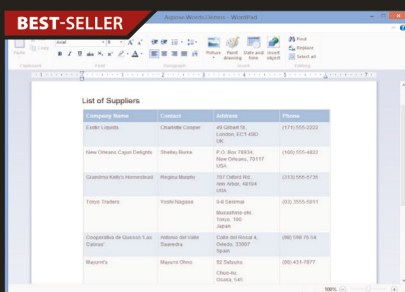 BEST-SELLER
Aspose.Words Demos - WordPad
Paste
Copy
Clipboard
Font
Paragraph
Picture
Paint drawing
Date and time
Insert object
Insert
Find
Replace
Select all
Editing
List of Suppliers
Company Name Contact Address Phone
Exotic Liquids Charlotte Cooper 49 Gilbert St. (171) 555-2222
London, EC1 4SD
UK
New Orleans Cajun Delights Shelley Burke P.O. Box 78934, (100) 555-4822
New Orleans, 70117
USA
Grandma Kelly's Homestead Regina Murphy 707 Oxford Rd. (313) 555-5735
Ann Arbor, 48104
USA
Tokyo Traders Yoshi Nagase 9-8 Sekimai (03) 3555-5011
Musashino-shi,
Tokyo, 100
Japan
Cooperativa de Quesos 'Las Antonio del Valle Calle del Rosal 4, (98) 598 76 54
Cabras' Saavedra Oviedo, 33007
Spain
Mayumi's Mayumi Ohno 92 Setsuko (06) 431-7877
Chuo-ku,
Osaka, 545
100%